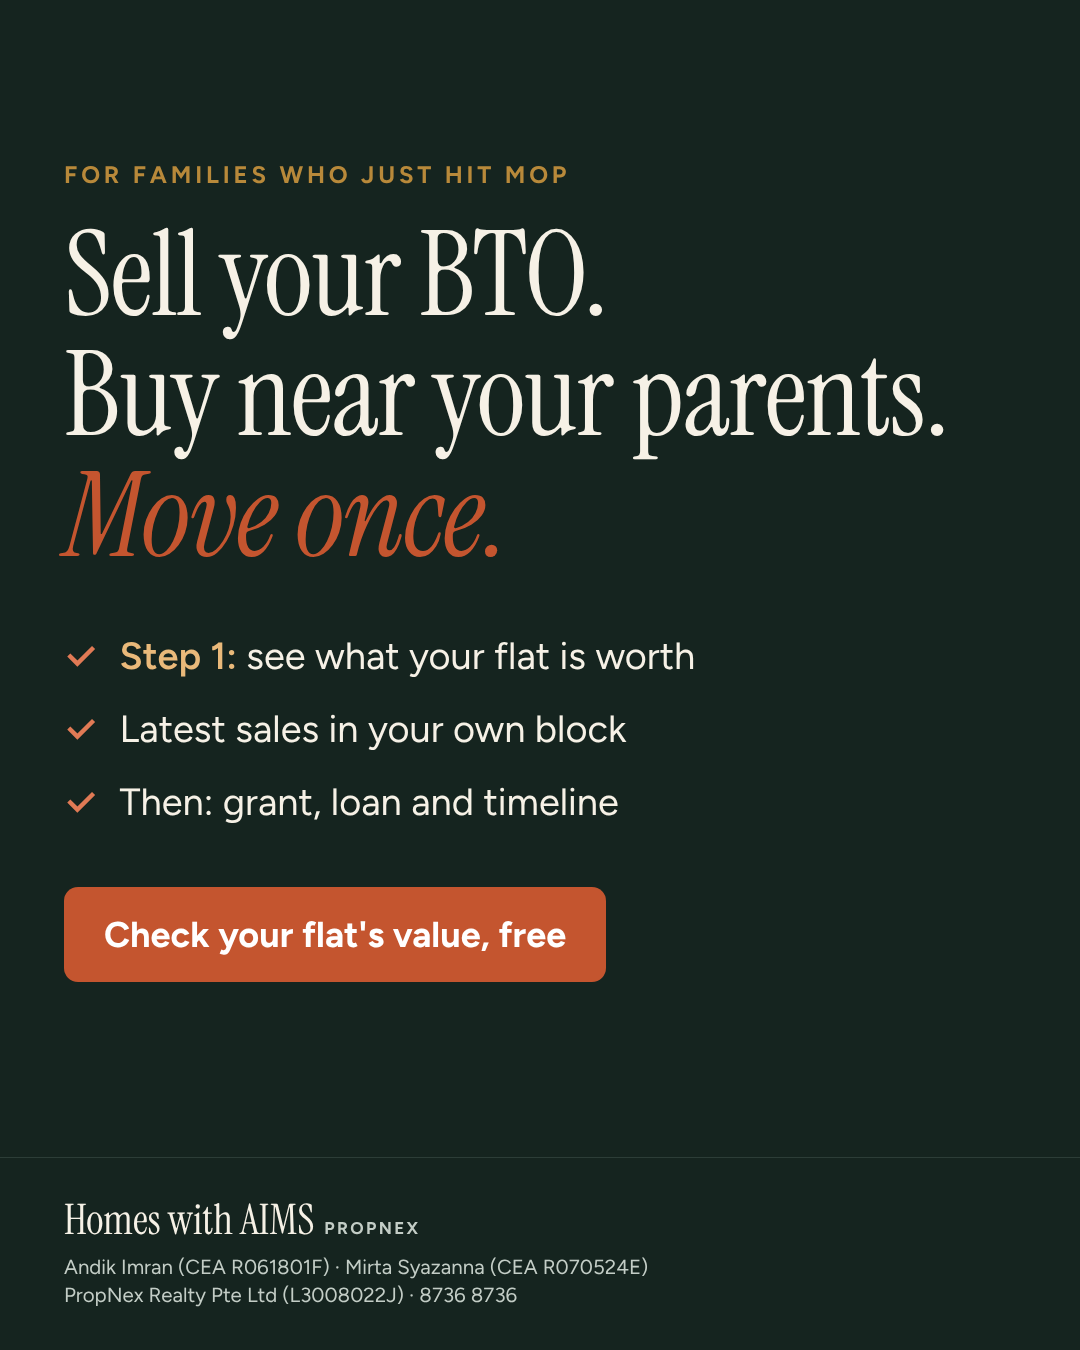 FOR FAMILIES WHO JUST HIT MOP
Sell your BTO.
Buy near your parents.
Move once.
Step 1: see what your flat is worth
Latest sales in your own block
Then: grant, loan and timeline
Check your flat's value, free
Homes with AIMS PROPNEX
Andik Imran (CEA R061801F) · Mirta Syazanna (CEA R070524E)
PropNex Realty Pte Ltd (L3008022J) · 8736 8736